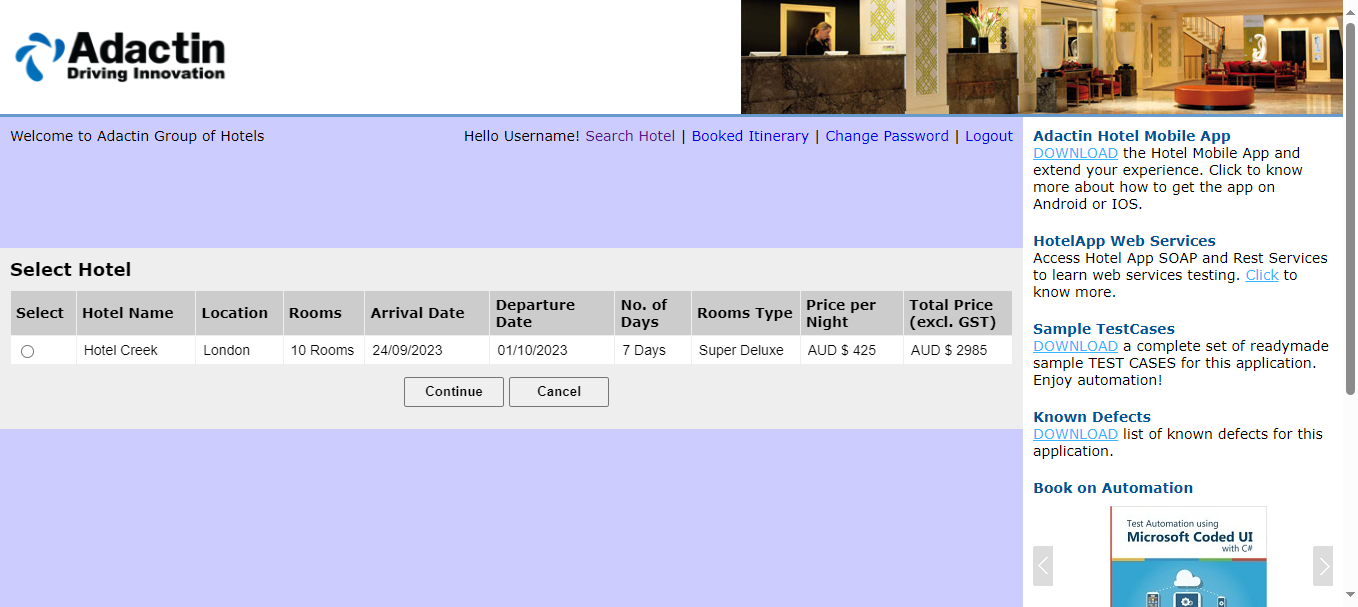 Adactin
Driving Innovation
Welcome to Adactin Group of Hotels
Hello Username! Search Hotel | Booked Itinerary | Change Password | Logout
Select Hotel
Select Hotel Name Location Rooms Arrival Date Departure Date No. of Days Rooms Type Price per Night Total Price (excl. GST)
Hotel Creek London 10 Rooms 24/09/2023 01/10/2023 7 Days Super Deluxe AUD $ 425 AUD $ 2985
Continue Cancel
Adactin Hotel Mobile App
DOWNLOAD the Hotel Mobile App and
extend your experience. Click to know
more about how to get the app on
Android or IOS.
HotelApp Web Services
Access Hotel App SOAP and Rest Services
to learn web services testing. Click to
know more.
Sample TestCases
DOWNLOAD a complete set of readymade
sample TEST CASES for this application.
Enjoy automation!
Known Defects
DOWNLOAD list of known defects for this
application.
Book on Automation
Test Automation using
Microsoft Coded UI
with C#